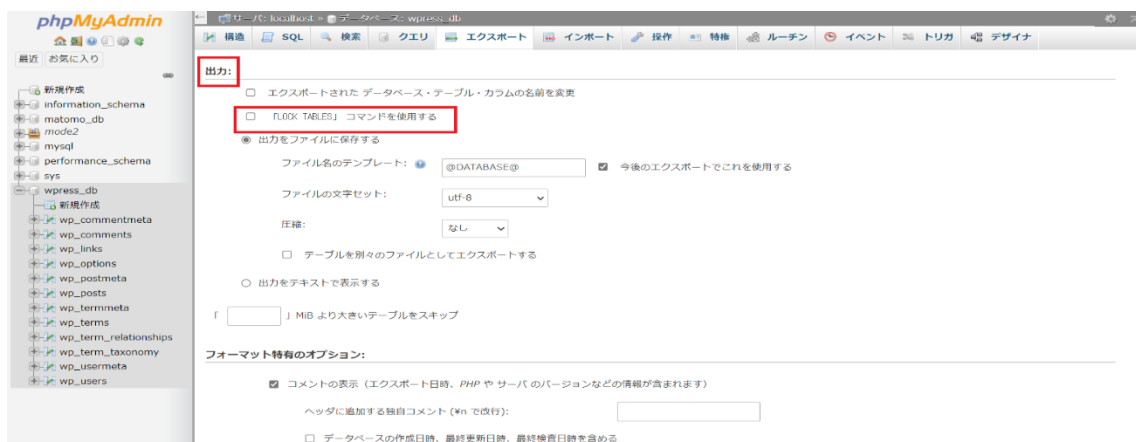 phpMyAdmin
最近 お気に入り
新規作成
information_schema
matomo_db
mode2
mysql
performance_schema
sys
wpress_db
新規作成
wp_commentmeta
wp_comments
wp_links
wp_options
wp_postmeta
wp_posts
wp_termmeta
wp_terms
wp_term_relationships
wp_term_taxonomy
wp_usermeta
wp_users
サーバ: localhost » データベース: wpress_db
構造 SQL 検索 クエリ エクスポート インポート 操作 特権 ルーチン イベント トリガ デザイナ
出力:
エクスポートされた データベース・テーブル・カラムの名前を変更
「LOCK TABLES」 コマンドを使用する
出力をファイルに保存する
ファイル名のテンプレート: @DATABASE@ 今後のエクスポートでこれを使用する
ファイルの文字セット: utf-8
圧縮: なし
テーブルを別々のファイルとしてエクスポートする
出力をテキストで表示する
「 」 MiB より大きいテーブルをスキップ
フォーマット特有のオプション:
コメントの表示 (エクスポート日時、PHP や サーバ のバージョンなどの情報が含まれます)
ヘッダに追加する独自コメント (¥n で改行):
データベースの作成日時、最終更新日時、最終検査日時を含める